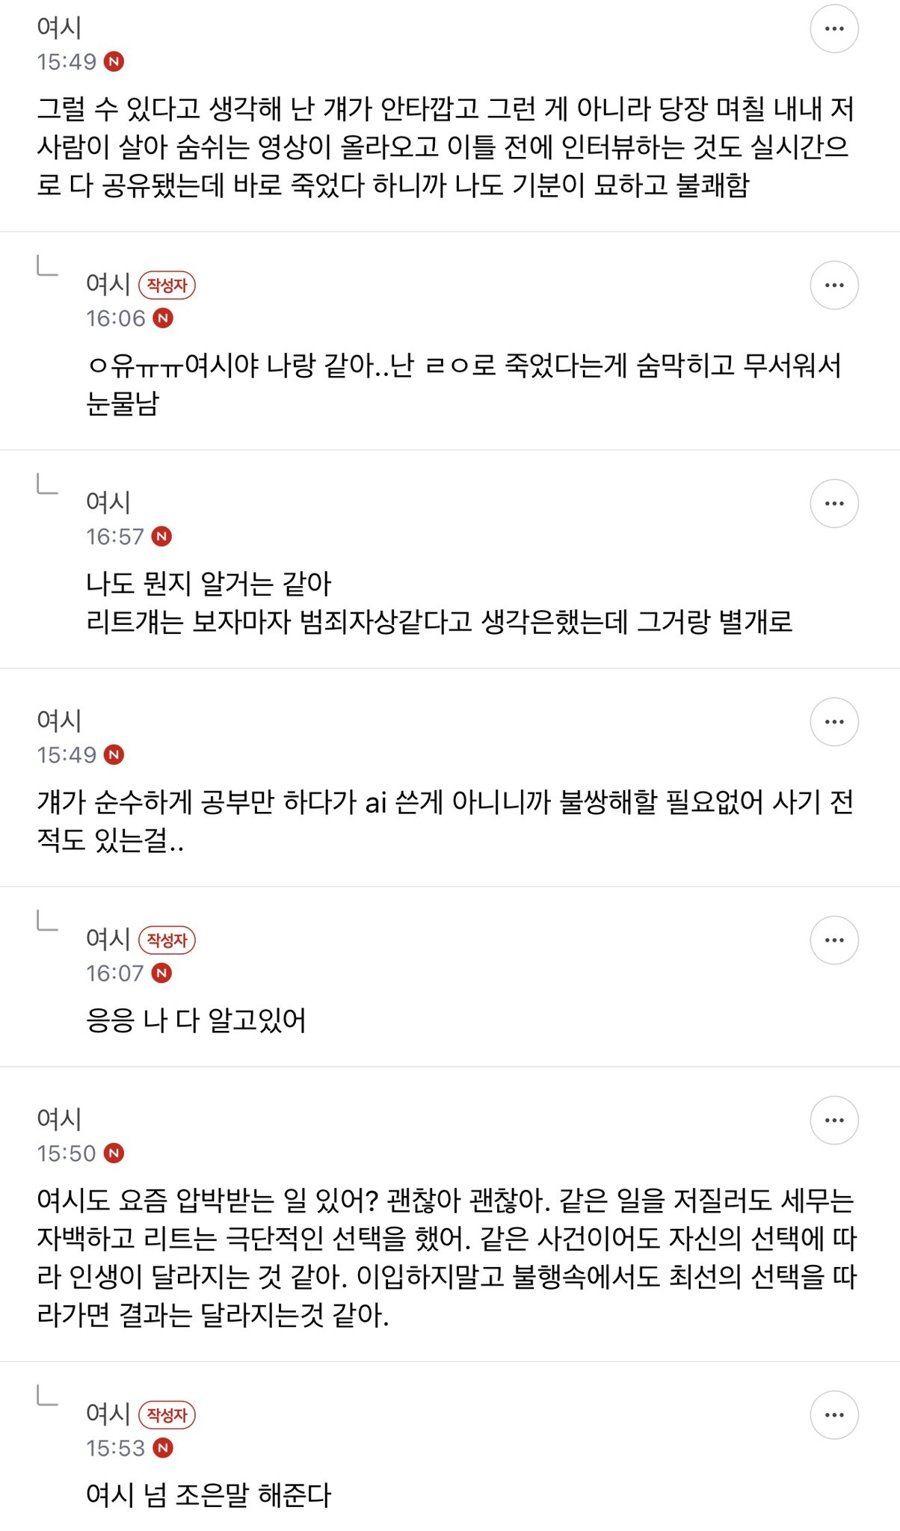 여시
15:49 N
그럴 수 있다고 생각해 난 걔가 안타깝고 그런 게 아니라 당장 며칠 내내 저
사람이 살아 숨쉬는 영상이 올라오고 이틀 전에 인터뷰하는 것도 실시간으
로 다 공유됐는데 바로 죽었다 하니까 나도 기분이 묘하고 불쾌함
여시 작성자
16:06 N
ㅇ유ㅠㅠ여시야 나랑 같아..난 ㄹㅇ로 죽었다는게 숨막히고 무서워서
눈물남
여시
16:57 N
나도 뭔지 알거는 같아
리트걔는 보자마자 범죄자상같다고 생각은했는데 그거랑 별개로
여시
15:49 N
걔가 순수하게 공부만 하다가 ai 쓴게 아니니까 불쌍해할 필요없어 사기 전
적도 있는걸..
여시 작성자
16:07 N
응응 나 다 알고있어
여시
15:50 N
여시도 요즘 압박받는 일 있어? 괜찮아 괜찮아. 같은 일을 저질러도 세무는
자백하고 리트는 극단적인 선택을 했어. 같은 사건이어도 자신의 선택에 따
라 인생이 달라지는 것 같아. 이입하지말고 불행속에서도 최선의 선택을 따
라가면 결과는 달라지는것 같아.
여시 작성자
15:53 N
여시 넘 조은말 해준다